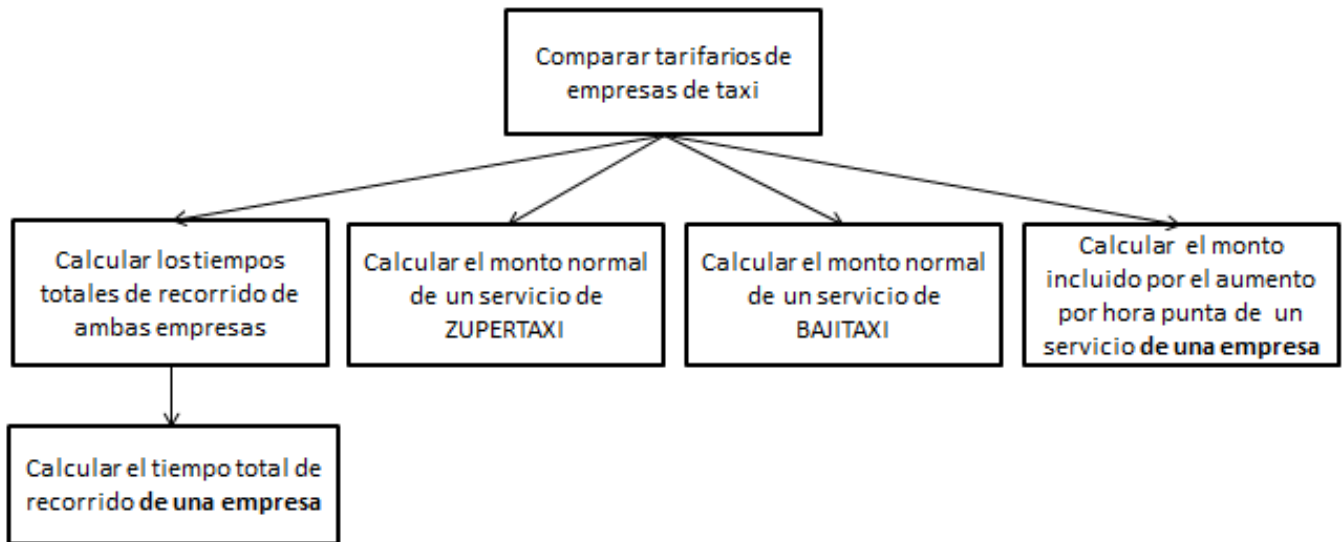 Comparar tarifarios de
empresas de taxi
Calcular los tiempos
totales de recorrido de
ambas empresas
Calcular el monto normal
de un servicio de
ZUPERTAXI
Calcular el monto normal
de un servicio de
BAJITAXI
Calcular el monto
incluido por el aumento
por hora punta de un
servicio de una empresa
Calcular el tiempo total de
recorrido de una empresa